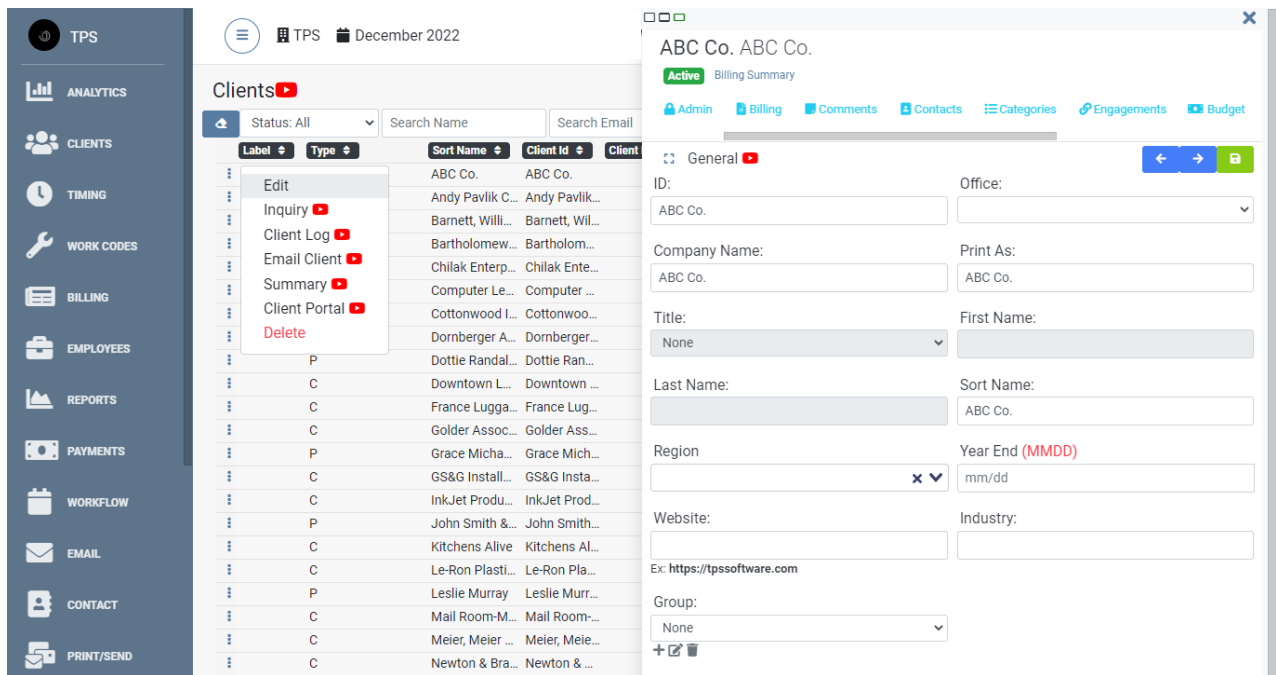 TPS
ANALYTICS
CLIENTS
TIMING
WORK CODES
BILLING
EMPLOYEES
REPORTS
PAYMENTS
WORKFLOW
EMAIL
CONTACT
PRINT/SEND
TPS December 2022
Clients
Status: All Search Name Search Email
Label Type Sort Name Client Id Client
ABC Co. ABC Co.
Andy Pavlik C... Andy Pavlik...
Barnett, Willi... Barnett, Wil...
Bartholomew... Bartholom...
Chilak Enterp... Chilak Ente...
Computer Le... Computer ...
Cottonwood I... Cottonwoo...
Dornberger A... Dornberger...
P Dottie Randal... Dottie Ran...
C Downtown L... Downtown ...
C France Lugga... France Lug...
C Golder Assoc... Golder Ass...
P Grace Micha... Grace Mich...
C GS&G Install... GS&G Insta...
C InkJet Produ... InkJet Prod...
P John Smith &... John Smith...
C Kitchens Alive Kitchens Al...
C Le-Ron Plasti... Le-Ron Pla...
P Leslie Murray Leslie Murr...
C Mail Room-M... Mail Room-...
C Meier, Meier ... Meier, Meie...
C Newton & Bra... Newton & ...
Edit
Inquiry
Client Log
Email Client
Summary
Client Portal
Delete
ABC Co. ABC Co.
Active Billing Summary
Admin Billing Comments Contacts Categories Engagements Budget
General
ID: Office:
ABC Co.
Company Name: Print As:
ABC Co. ABC Co.
Title: First Name:
None
Last Name: Sort Name:
ABC Co.
Region Year End (MMDD)
mm/dd
Website: Industry:
Ex: https://tpssoftware.com
Group:
None